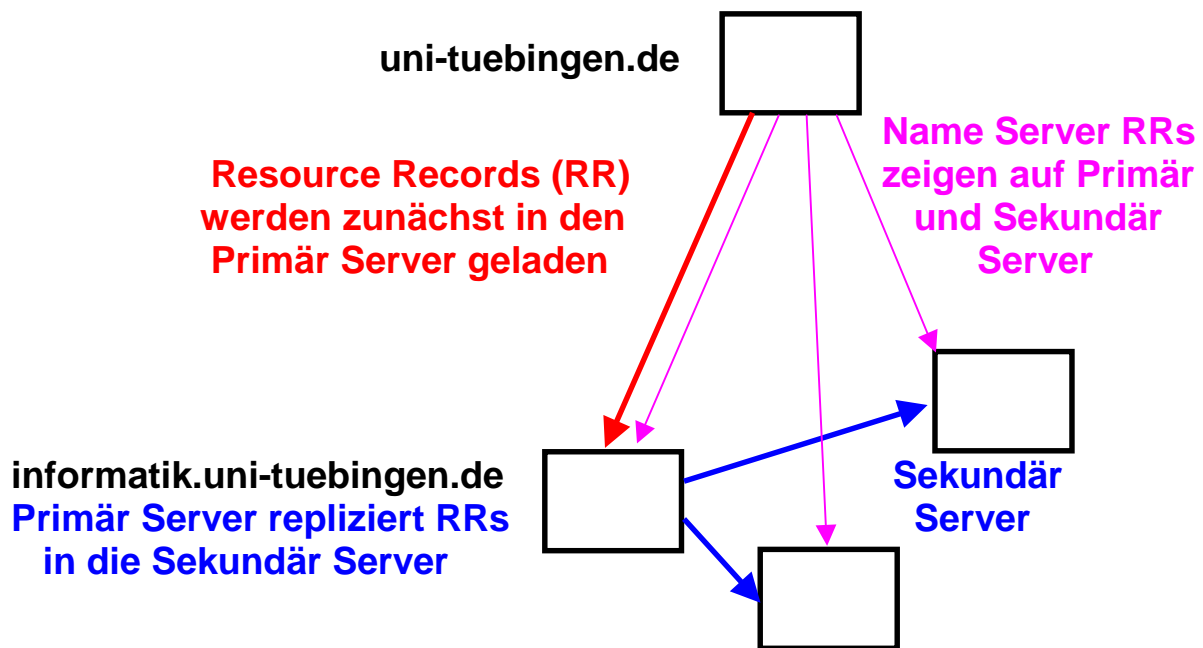 uni-tuebingen.de
Name Server RRs
zeigen auf Primär
und Sekundär
Server
Resource Records (RR)
werden zunächst in den
Primär Server geladen
informatik.uni-tuebingen.de
Primär Server repliziert RRs
in die Sekundär Server
Sekundär
Server